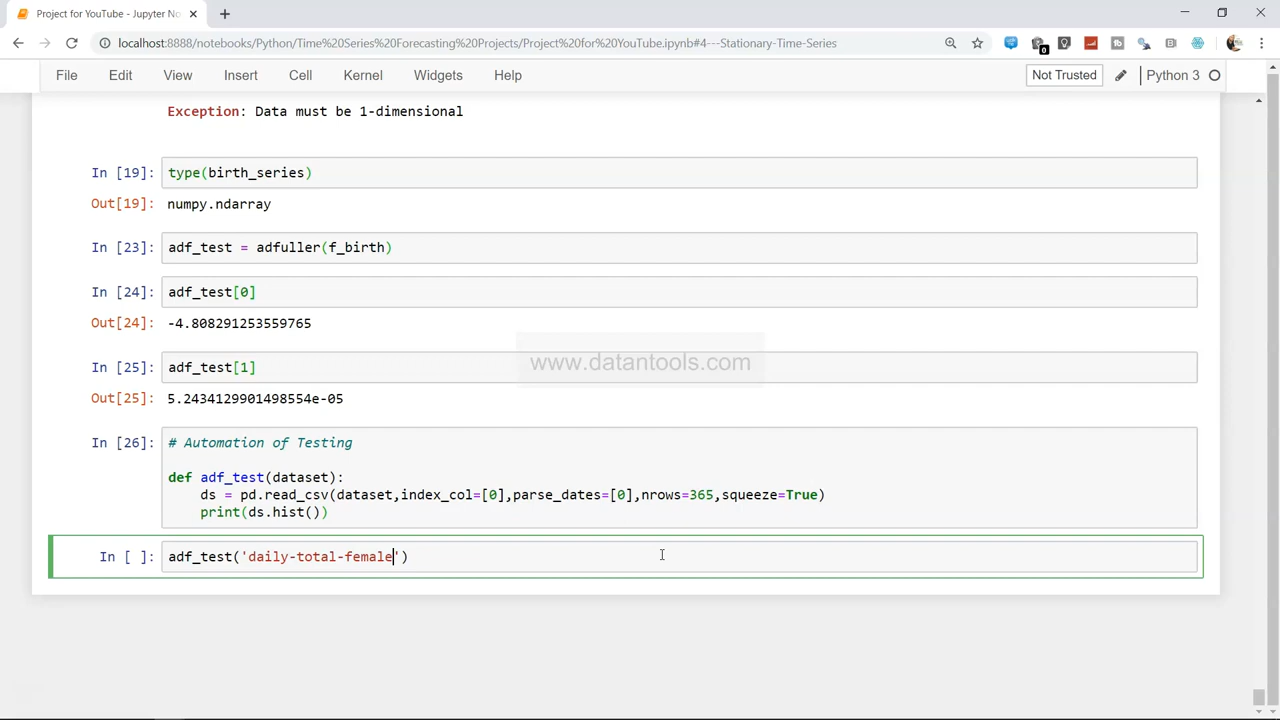 Project for YouTube - Jupyter No
localhost:8888/notebooks/Python/Time%20Series%20Forecasting%20Projects/Project%20for%20YouTube.ipynb#4---Stationary-Time-Series
File Edit View Insert Cell Kernel Widgets Help Not Trusted Python 3
Exception: Data must be 1-dimensional
In [19]: type(birth_series)
Out[19]: numpy.ndarray
In [23]: adf_test = adfuller(f_birth)
In [24]: adf_test[0]
Out[24]: -4.808291253559765
www.datantools.com
In [25]: adf_test[1]
Out[25]: 5.2434129901498554e-05
In [26]: # Automation of Testing
def adf_test(dataset):
ds = pd.read_csv(dataset,index_col=[0],parse_dates=[0],nrows=365,squeeze=True)
print(ds.hist())
In [ ]: adf_test('daily-total-female')